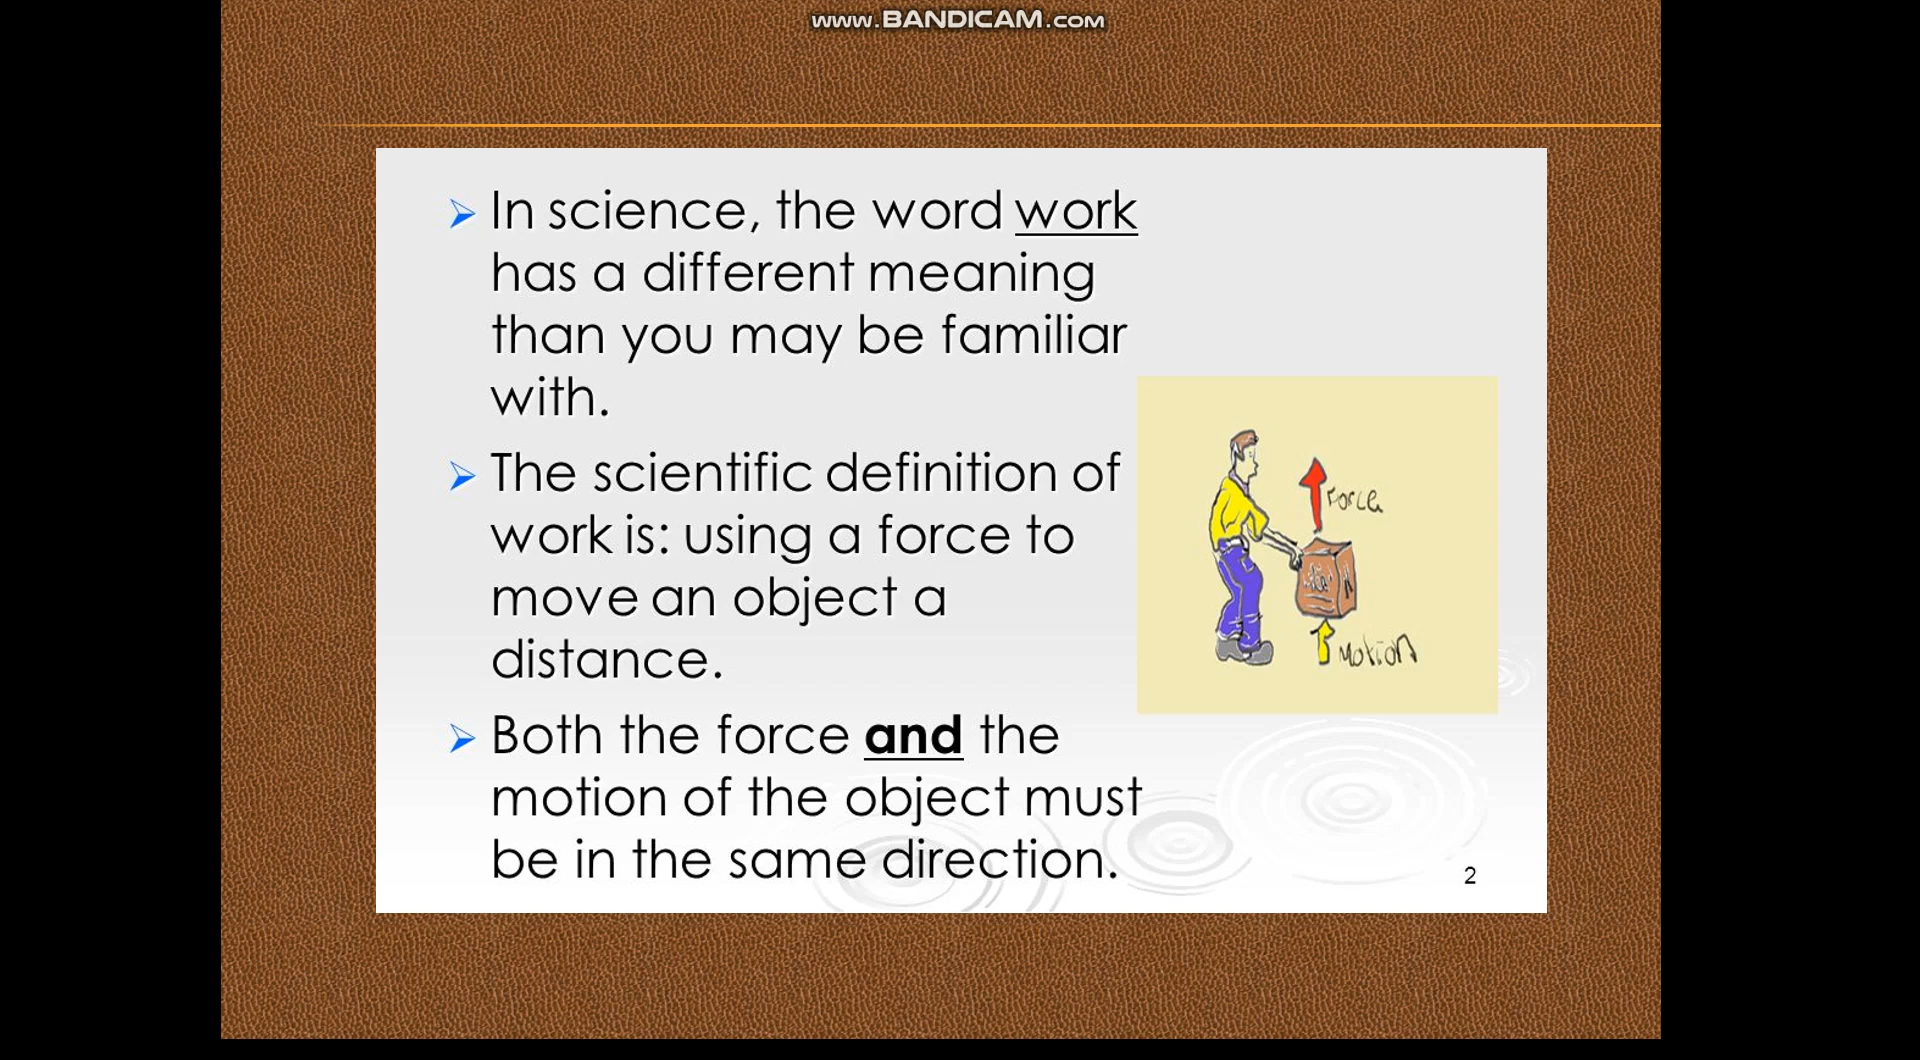 www.BANDICAM.com
In science, the word work
has a different meaning
than you may be familiar
with.
The scientific definition of
work is: using a force to
move an object a
distance.
Both the force and the
motion of the object must
be in the same direction.
Force
Motion
2